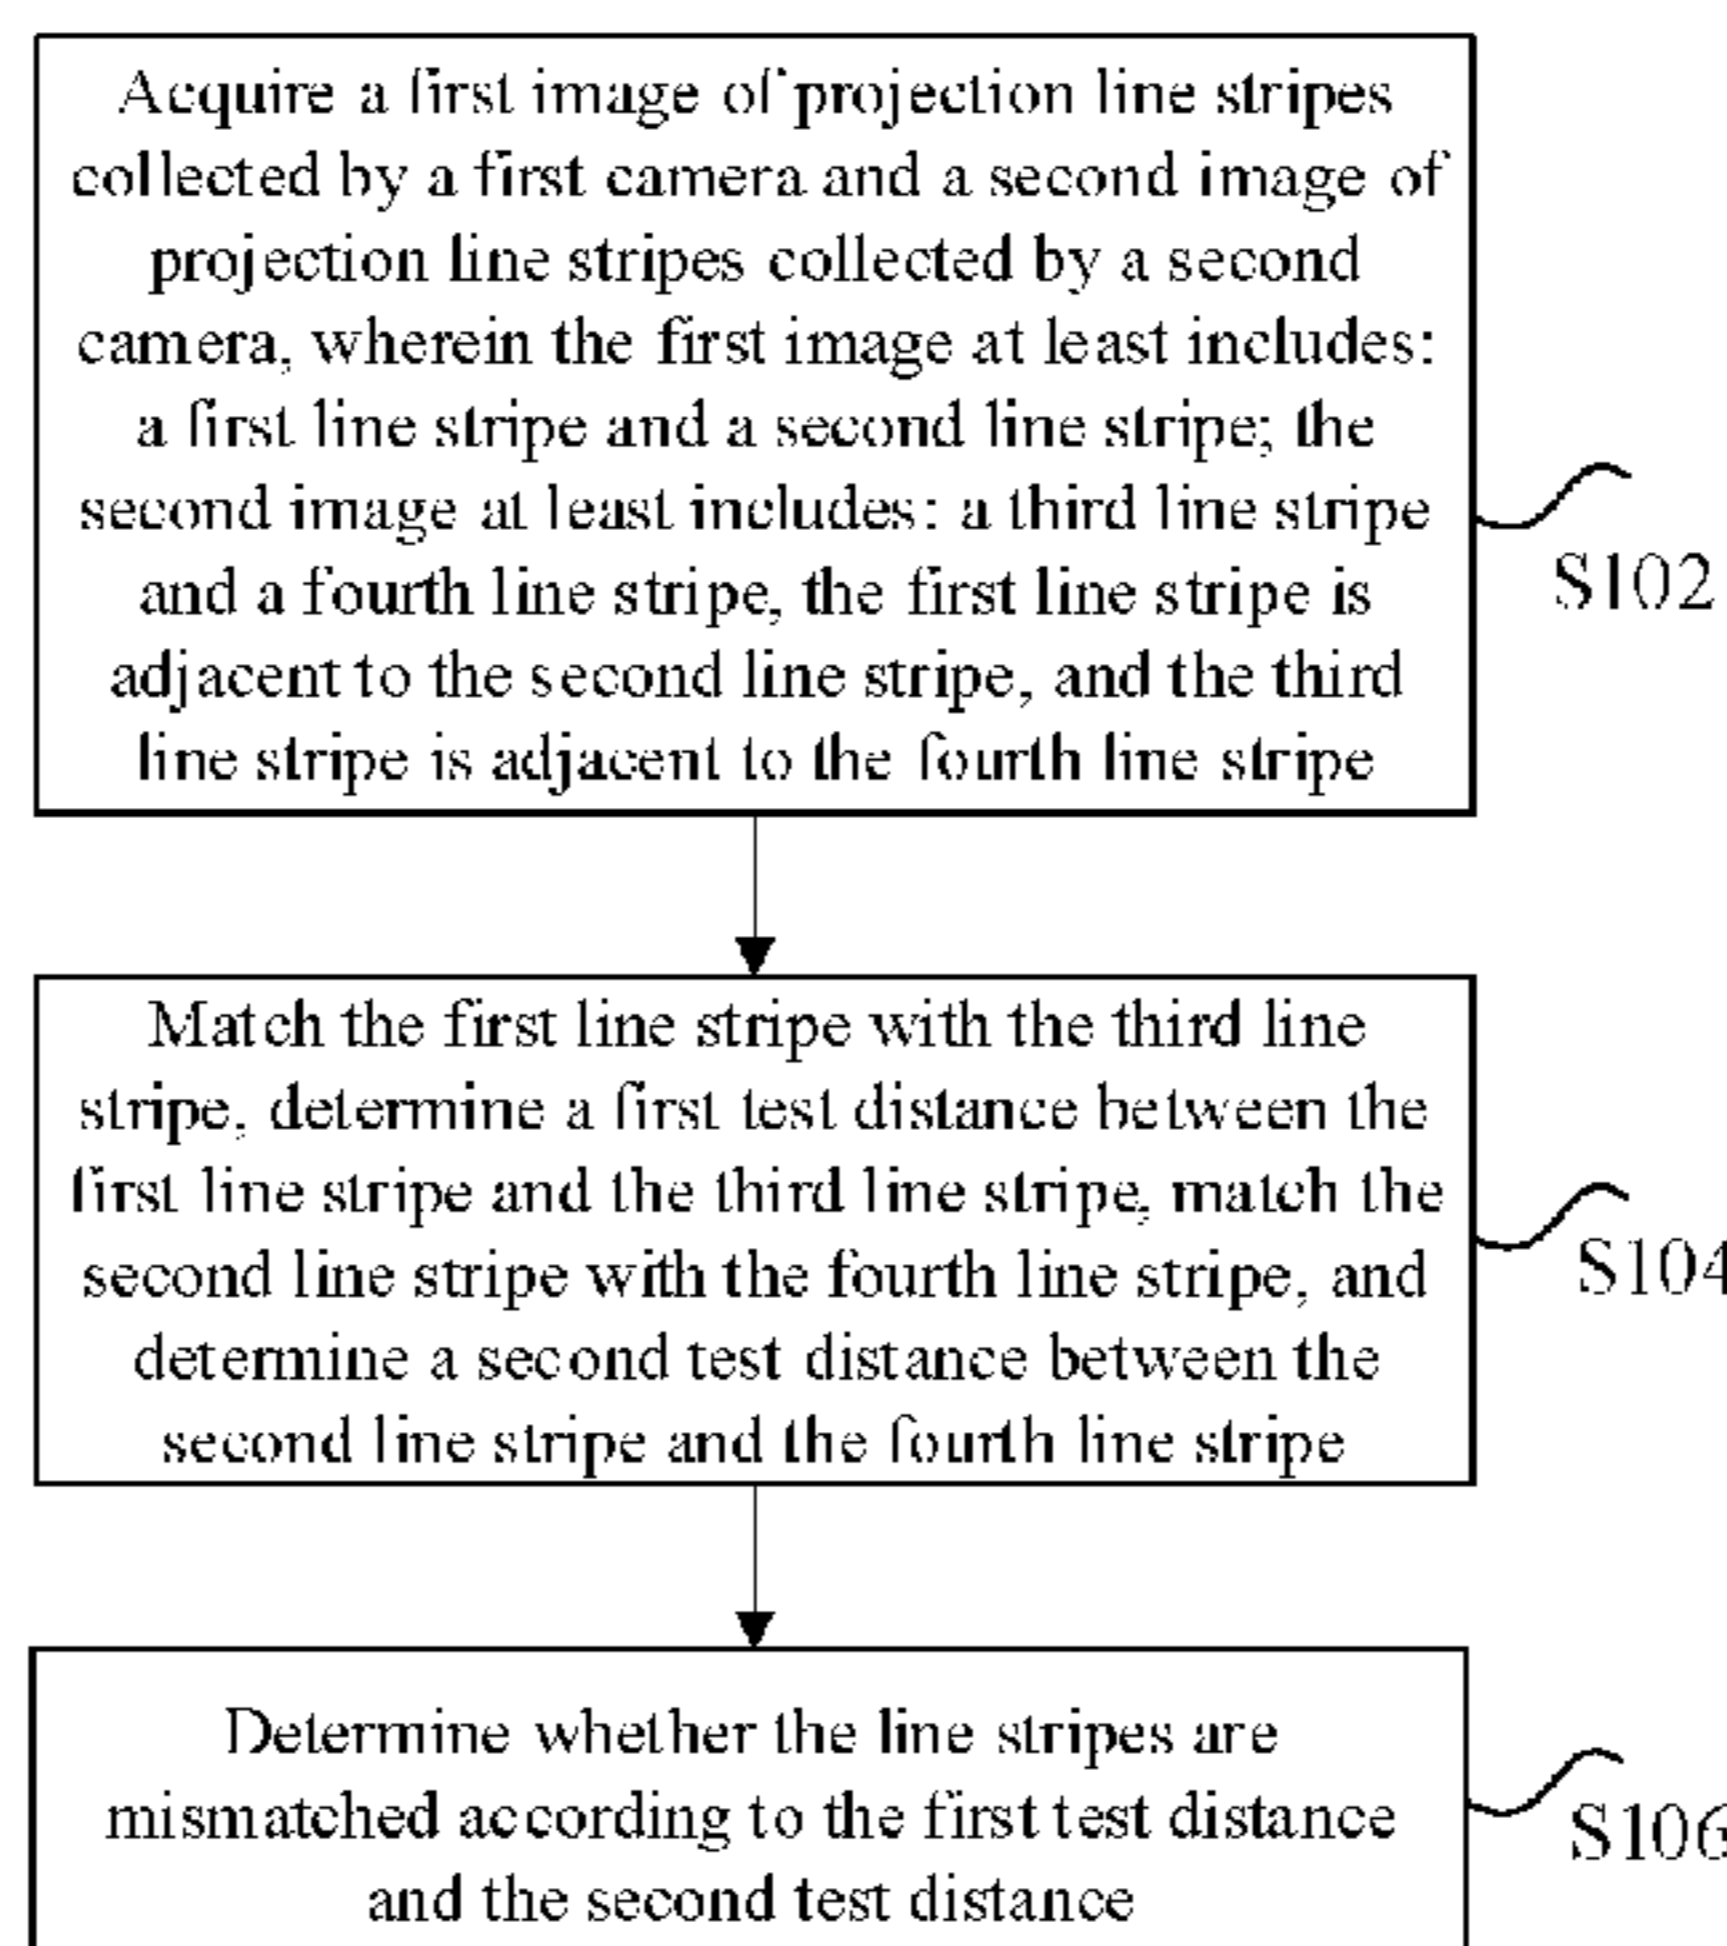 Acquire a first image of projection line stripes
collected by a first camera and a second image of
projection line stripes collected by a second
camera, wherein the first image at least includes:
a first line stripe and a second line stripe; the
second image at least includes: a third line stripe
and a fourth line stripe, the first line stripe is
adjacent to the second line stripe, and the third
line stripe is adjacent to the fourth line stripe
S102
Match the first line stripe with the third line
stripe, determine a first test distance between the
first line stripe and the third line stripe, match the
second line stripe with the fourth line stripe, and
determine a second test distance between the
second line stripe and the fourth line stripe
S104
Determine whether the line stripes are
mismatched according to the first test distance
and the second test distance
S106